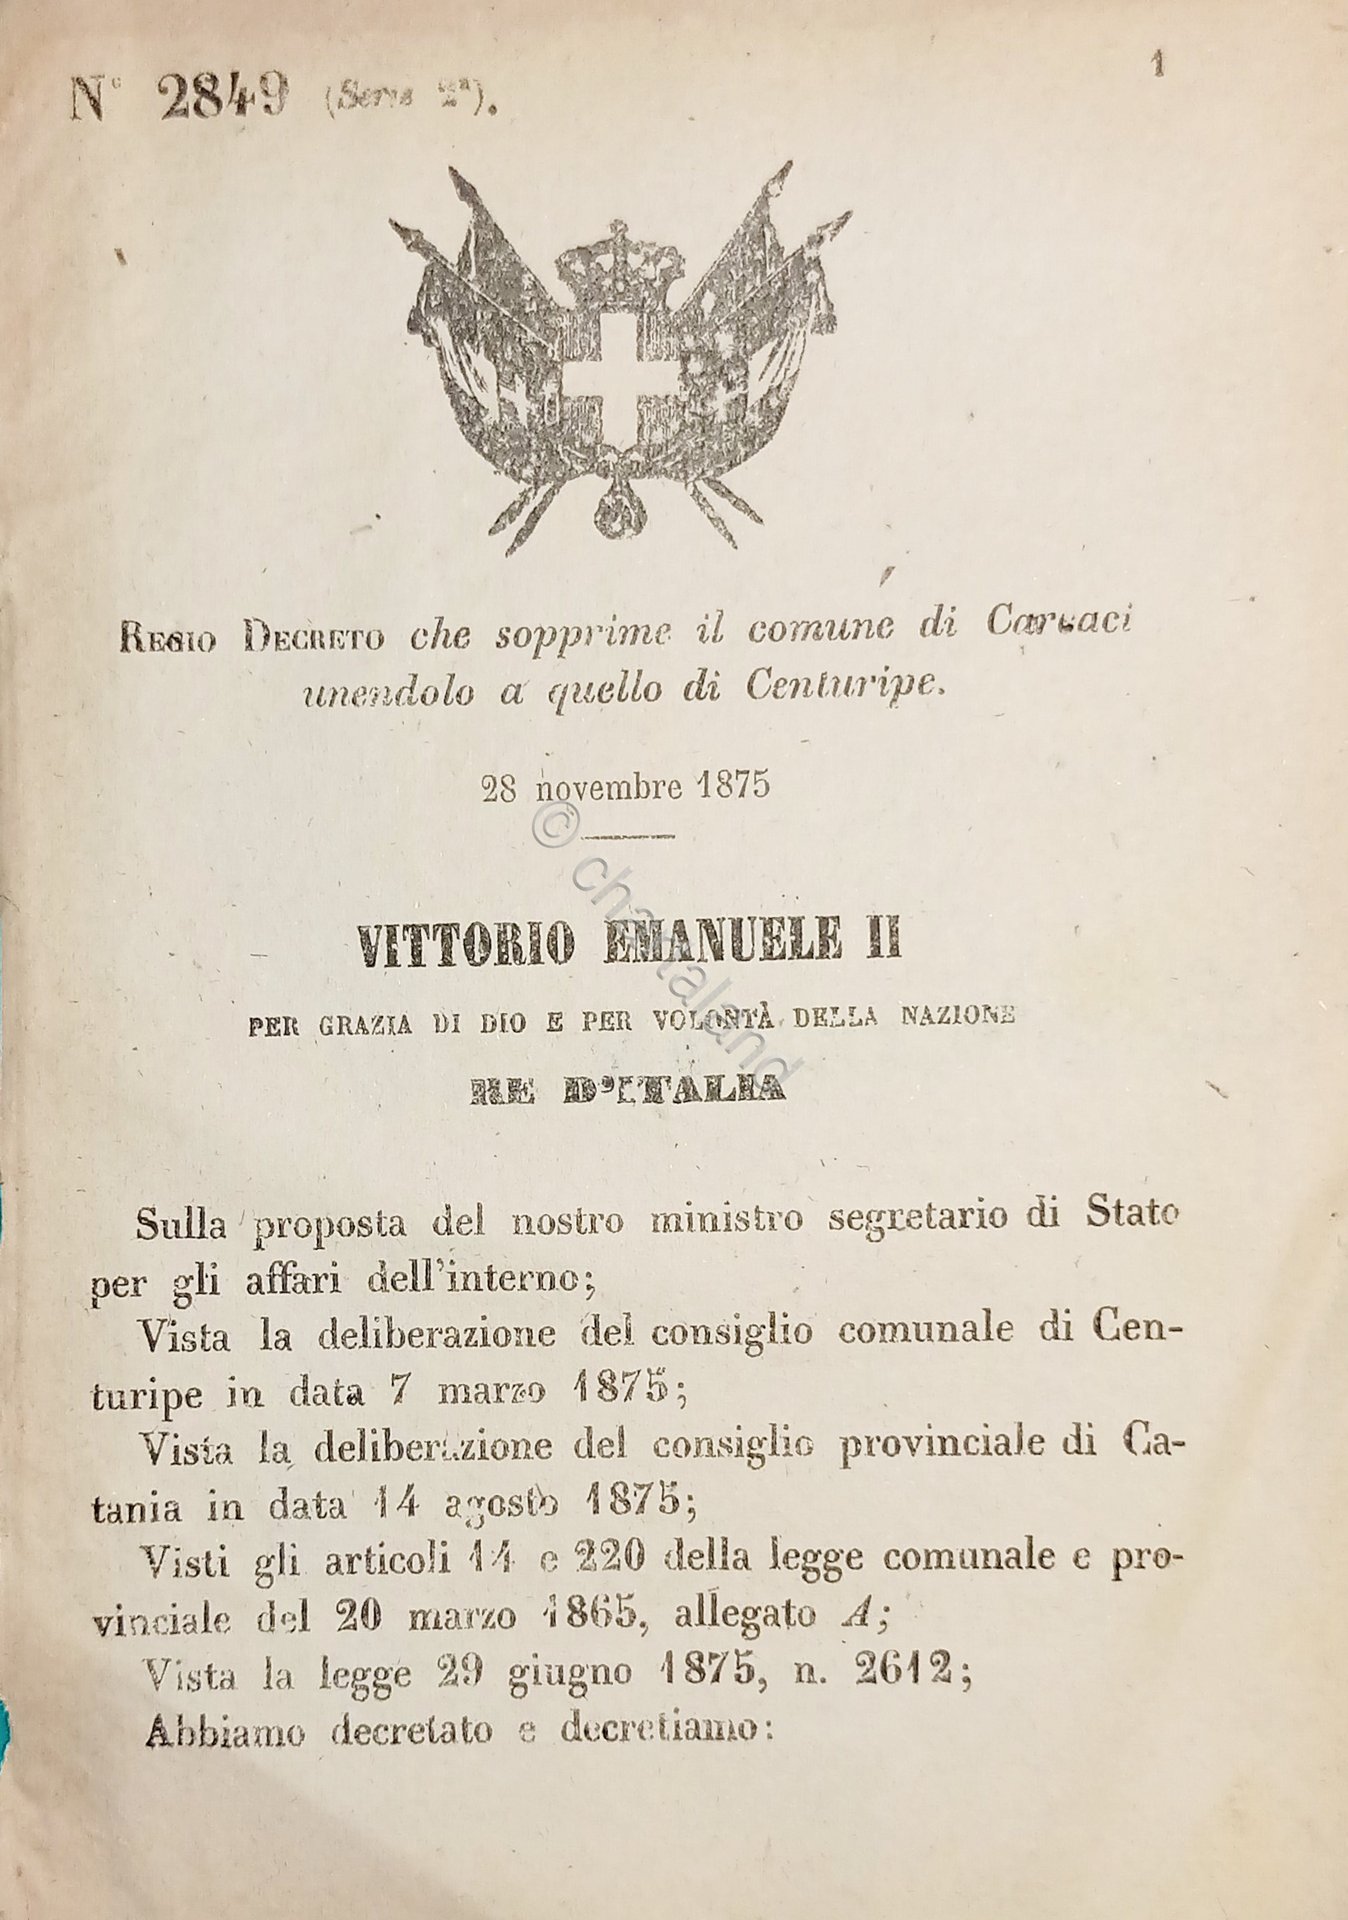 1
N° 2849 (Serie 2ª).
REGIO DECRETO che sopprime il comune di Carcaci
unendolo a quello di Centuripe.
28 novembre 1875
© chartaland
VITTORIO EMANUELE II
PER GRAZIA DI DIO E PER VOLONTÀ DELLA NAZIONE
RE D'ITALIA
Sulla proposta del nostro ministro segretario di Stato
per gli affari dell'interno;
Vista la deliberazione del consiglio comunale di Cen-
turipe in data 7 marzo 1875;
Vista la deliberazione del consiglio provinciale di Ca-
tania in data 14 agosto 1875;
Visti gli articoli 14 e 220 della legge comunale e pro-
vinciale del 20 marzo 1865, allegato A;
Vista la legge 29 giugno 1875, n. 2612;
Abbiamo decretato e decretiamo: